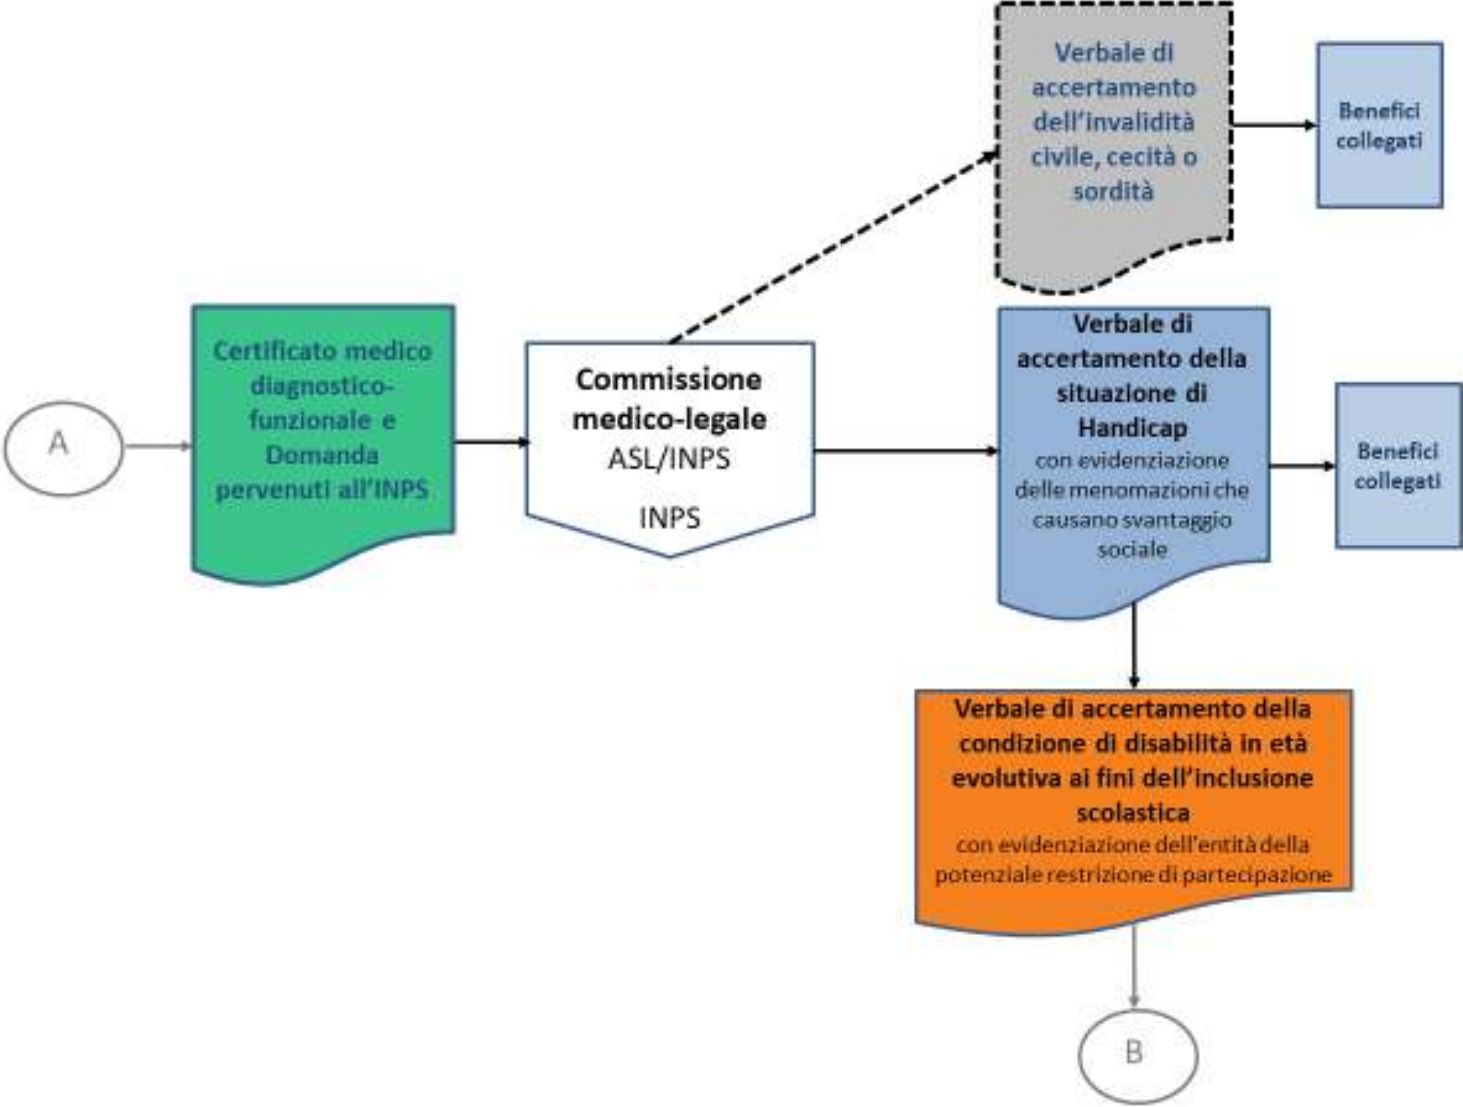 Verbale di
accertamento
dell'invalidità
civile, cecità o
sordità
Benefici
collegati
A
Certificato medico
diagnostico-
funzionale e
Domanda
pervenuti all'INPS
Commissione
medico-legale
ASL/INPS
INPS
Verbale di
accertamento della
situazione di
Handicap
con evidenziazione
delle menomazioni che
causano svantaggio
sociale
Benefici
collegati
Verbale di accertamento della
condizione di disabilità in età
evolutiva ai fini dell'inclusione
scolastica
con evidenziazione dell'entità della
potenziale restrizione di partecipazione
B